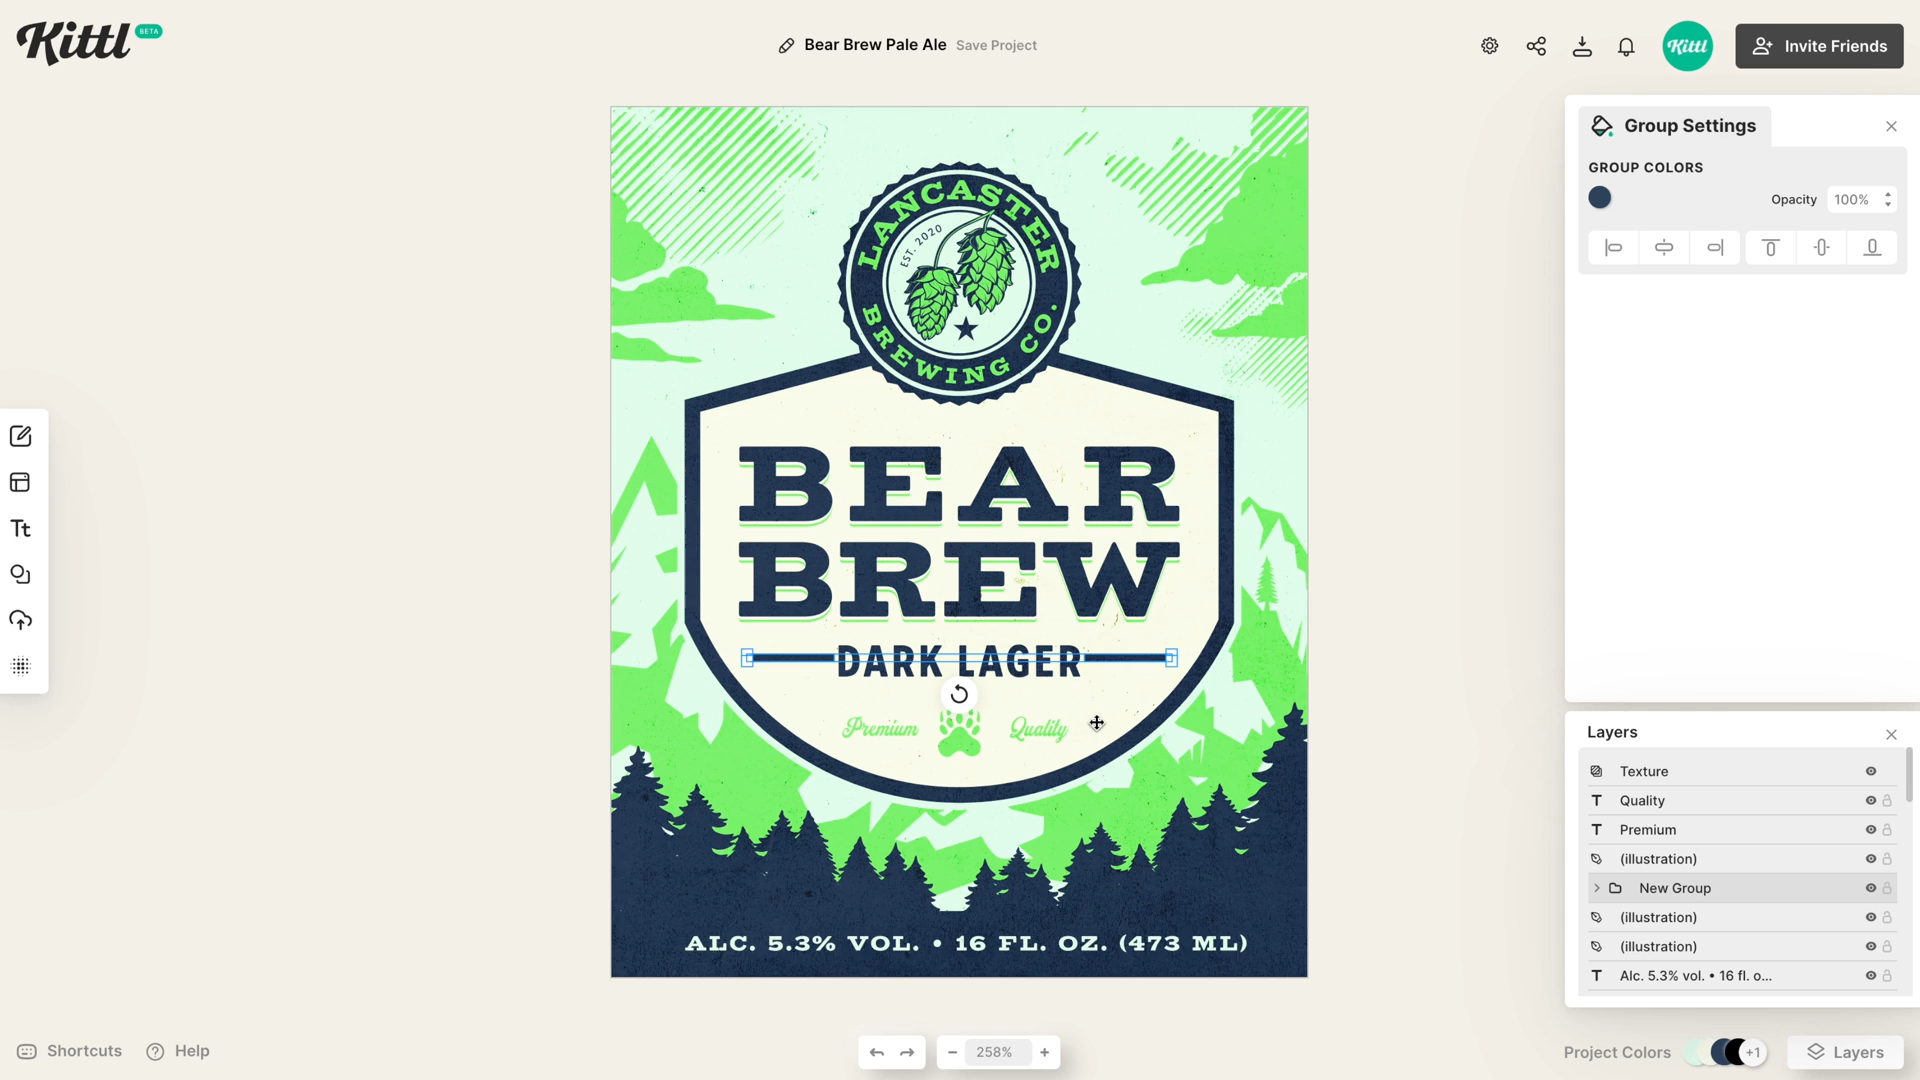 Kittl BETA
Bear Brew Pale Ale Save Project
Kittl
Invite Friends
LANCASTER
EST. 2020
BREWING CO.
BEAR
BREW
DARK LAGER
Premium Quality
ALC. 5.3% VOL. • 16 FL. OZ. (473 ML)
Tt
Group Settings
GROUP COLORS
Opacity 100%
Layers
Texture
T Quality
T Premium
(illustration)
New Group
(illustration)
(illustration)
T Alc. 5.3% vol. • 16 fl. o...
Shortcuts
? Help
− 258% +
Project Colors +1
Layers